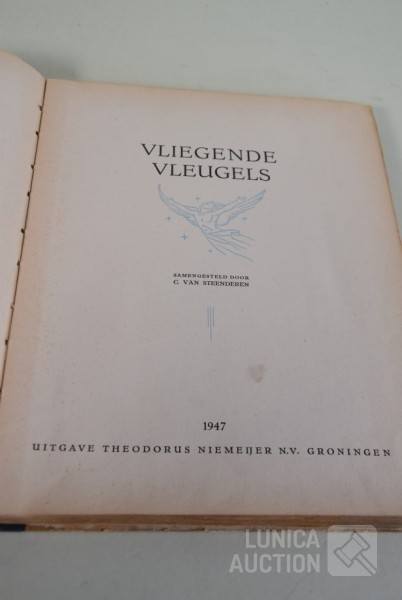 VLIEGENDE
VLEUGELS
SAMENGESTELD DOOR
C. VAN STEENDEREN
1947
UITGAVE THEODORUS NIEMEIJER N.V. GRONINGEN
LUNICA
AUCTION